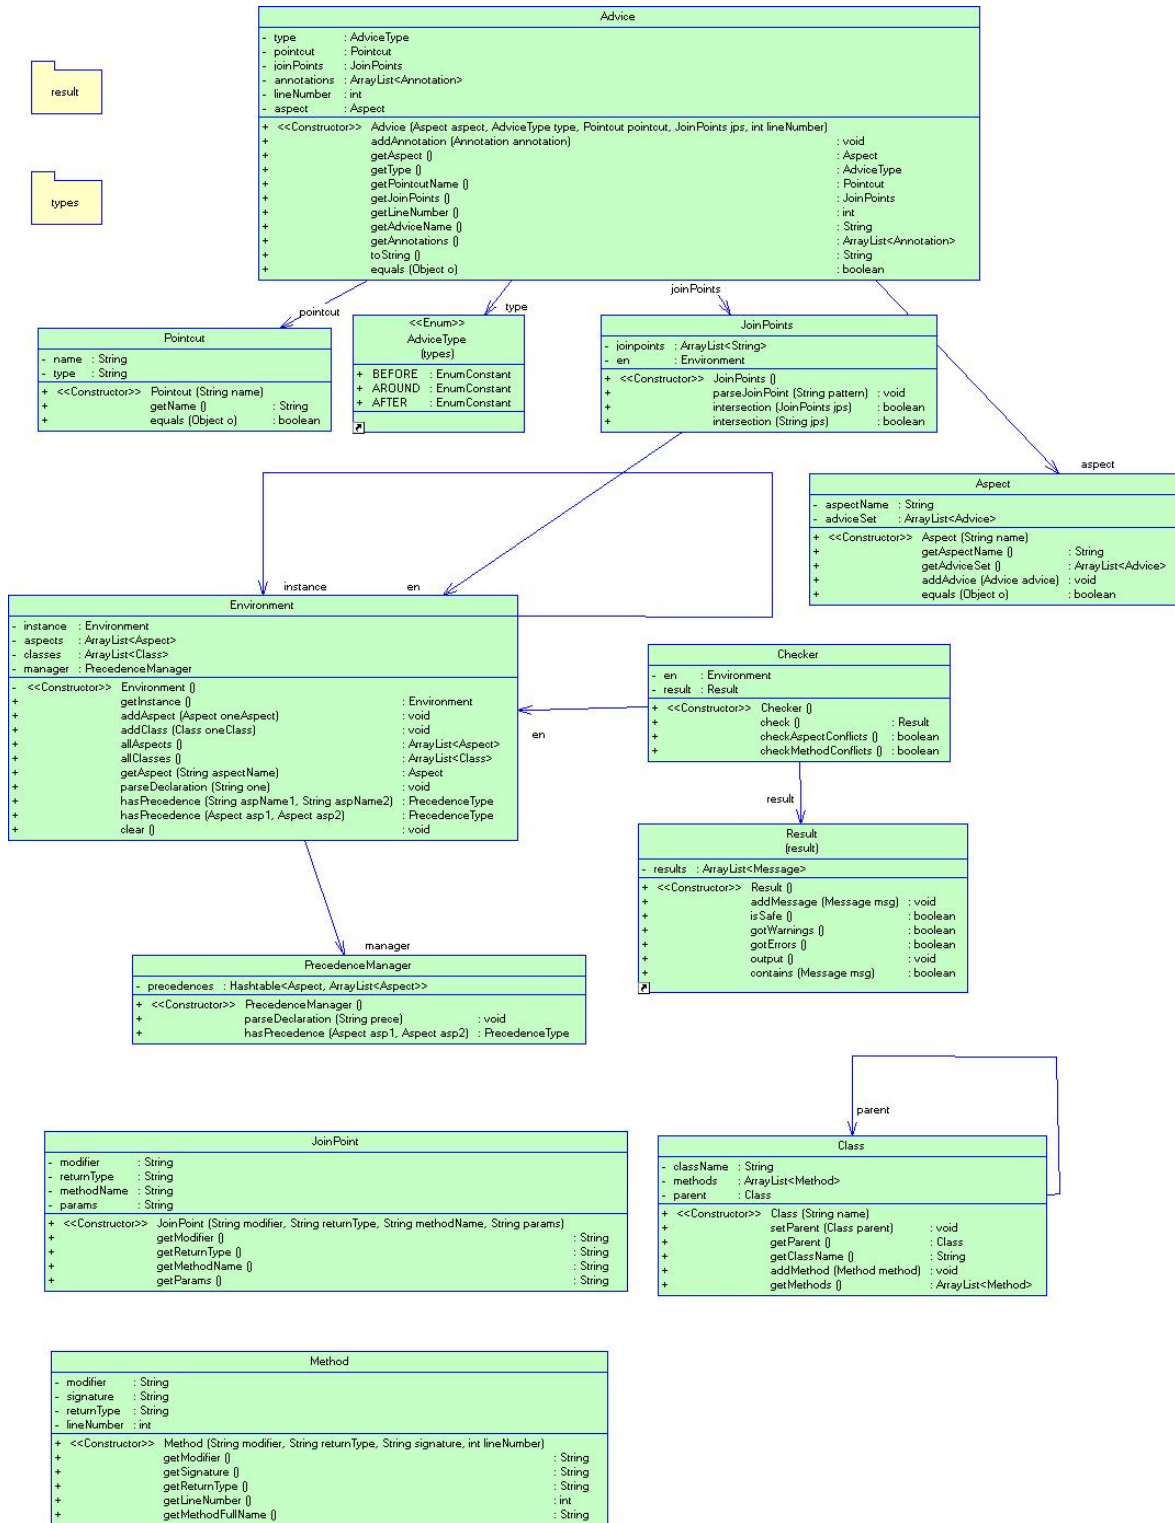 result
types
Advice
- type : AdviceType
- pointcut : Pointcut
- joinPoints : JoinPoints
- annotations : ArrayList<Annotation>
- lineNumber : int
- aspect : Aspect
+ <<Constructor>> Advice (Aspect aspect, AdviceType type, Pointcut pointcut, JoinPoints jps, int lineNumber)
+ addAnnotation (Annotation annotation) : void
+ getAspect () : Aspect
+ getType () : AdviceType
+ getPointcutName () : Pointcut
+ getJoinPoints () : JoinPoints
+ getLineNumber () : int
+ getAdviceName () : String
+ getAnnotations () : ArrayList<Annotation>
+ toString () : String
+ equals (Object o) : boolean
pointcut
type
joinPoints
aspect
Pointcut
- name : String
- type : String
+ <<Constructor>> Pointcut (String name)
+ getName () : String
+ equals (Object o) : boolean
<<Enum>>
AdviceType
(types)
+ BEFORE : EnumConstant
+ AROUND : EnumConstant
+ AFTER : EnumConstant
JoinPoints
- joinpoints : ArrayList<String>
- en : Environment
+ <<Constructor>> JoinPoints ()
+ parseJoinPoint (String pattern) : void
+ intersection (JoinPoints jps) : boolean
+ intersection (String jps) : boolean
Aspect
- aspectName : String
- adviceSet : ArrayList<Advice>
+ <<Constructor>> Aspect (String name)
+ getAspectName () : String
+ getAdviceSet () : ArrayList<Advice>
+ addAdvice (Advice advice) : void
+ equals (Object o) : boolean
instance
en
Environment
- instance : Environment
- aspects : ArrayList<Aspect>
- classes : ArrayList<Class>
- manager : PrecedenceManager
- <<Constructor>> Environment ()
+ getInstance () : Environment
+ addAspect (Aspect oneAspect) : void
+ addClass (Class oneClass) : void
+ allAspects () : ArrayList<Aspect>
+ allClasses () : ArrayList<Class>
+ getAspect (String aspectName) : Aspect
+ parseDeclaration (String one) : void
+ hasPrecedence (String aspName1, String aspName2) : PrecedenceType
+ hasPrecedence (Aspect asp1, Aspect asp2) : PrecedenceType
+ clear () : void
Checker
- en : Environment
- result : Result
+ <<Constructor>> Checker ()
+ check () : Result
+ checkAspectConflicts () : boolean
+ checkMethodConflicts () : boolean
en
result
Result
(result)
- results : ArrayList<Message>
+ <<Constructor>> Result ()
+ addMessage (Message msg) : void
+ isSafe () : boolean
+ gotWarnings () : boolean
+ gotErrors () : boolean
+ output () : void
+ contains (Message msg) : boolean
manager
PrecedenceManager
- precedences : Hashtable<Aspect, ArrayList<Aspect>>
+ <<Constructor>> PrecedenceManager ()
+ parseDeclaration (String prece) : void
+ hasPrecedence (Aspect asp1, Aspect asp2) : PrecedenceType
JoinPoint
- modifier : String
- returnType : String
- methodName : String
- params : String
+ <<Constructor>> JoinPoint (String modifier, String returnType, String methodName, String params)
+ getModifier () : String
+ getReturnType () : String
+ getMethodName () : String
+ getParams () : String
parent
Class
- className : String
- methods : ArrayList<Method>
- parent : Class
+ <<Constructor>> Class (String name)
+ setParent (Class parent) : void
+ getParent () : Class
+ getClassName () : String
+ addMethod (Method method) : void
+ getMethods () : ArrayList<Method>
Method
- modifier : String
- signature : String
- returnType : String
- lineNumber : int
+ <<Constructor>> Method (String modifier, String returnType, String signature, int lineNumber)
+ getModifier () : String
+ getSignature () : String
+ getReturnType () : String
+ getLineNumber () : int
+ getMethodFullName () : String